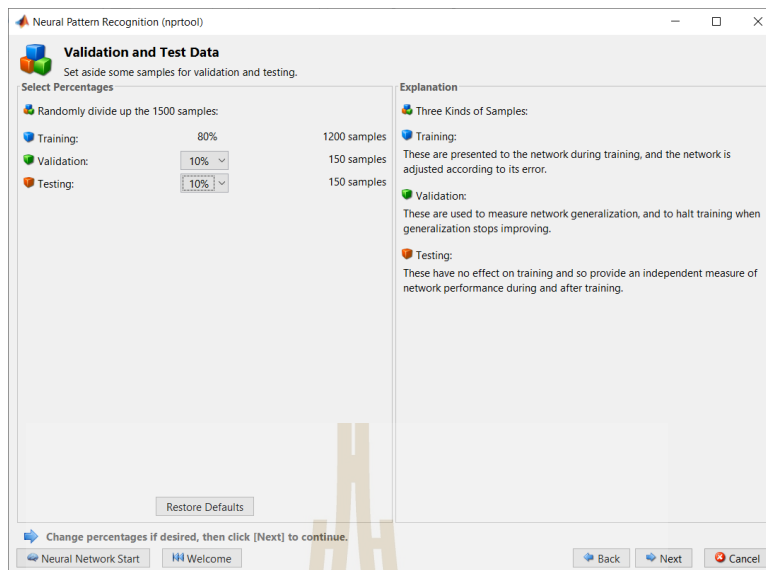 Neural Pattern Recognition (nprtool)
Validation and Test Data
Set aside some samples for validation and testing.
Select Percentages
Randomly divide up the 1500 samples:
Training: 80% 1200 samples
Validation: 10% 150 samples
Testing: 10% 150 samples
Restore Defaults
Explanation
Three Kinds of Samples:
Training:
These are presented to the network during training, and the network is
adjusted according to its error.
Validation:
These are used to measure network generalization, and to halt training when
generalization stops improving.
Testing:
These have no effect on training and so provide an independent measure of
network performance during and after training.
Change percentages if desired, then click [Next] to continue.
Neural Network Start Welcome Back Next Cancel